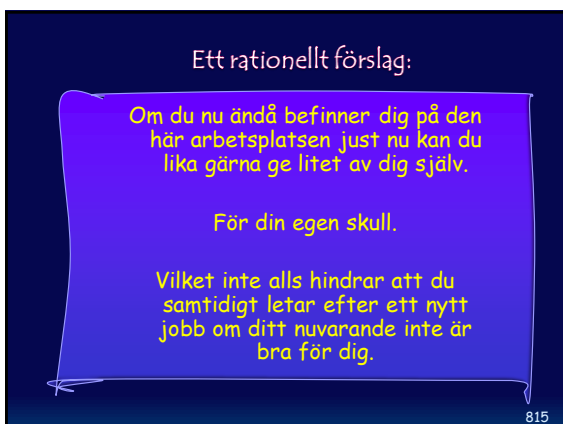 Ett rationellt förslag:
Om du nu ändå befinner dig på den
här arbetsplatsen just nu kan du
lika gärna ge litet av dig själv.
För din egen skull.
Vilket inte alls hindrar att du
samtidigt letar efter ett nytt
jobb om ditt nuvarande inte är
bra för dig.
815